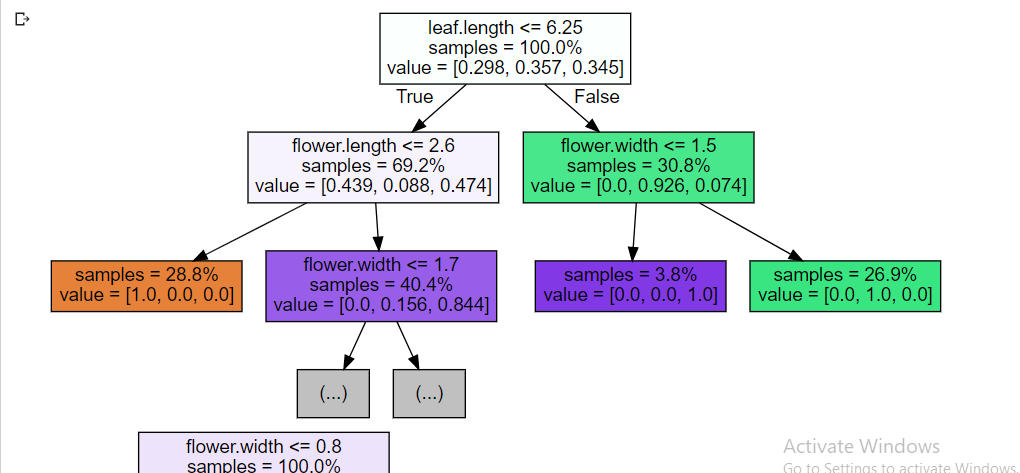 leaf.length <= 6.25
samples = 100.0%
value = [0.298, 0.357, 0.345]
True
False
flower.length <= 2.6
samples = 69.2%
value = [0.439, 0.088, 0.474]
flower.width <= 1.5
samples = 30.8%
value = [0.0, 0.926, 0.074]
samples = 28.8%
value = [1.0, 0.0, 0.0]
flower.width <= 1.7
samples = 40.4%
value = [0.0, 0.156, 0.844]
samples = 3.8%
value = [0.0, 0.0, 1.0]
samples = 26.9%
value = [0.0, 1.0, 0.0]
(...)
(...)
flower.width <= 0.8
samples = 100.0%
Activate Windows
Go to Settings to activate Windows.